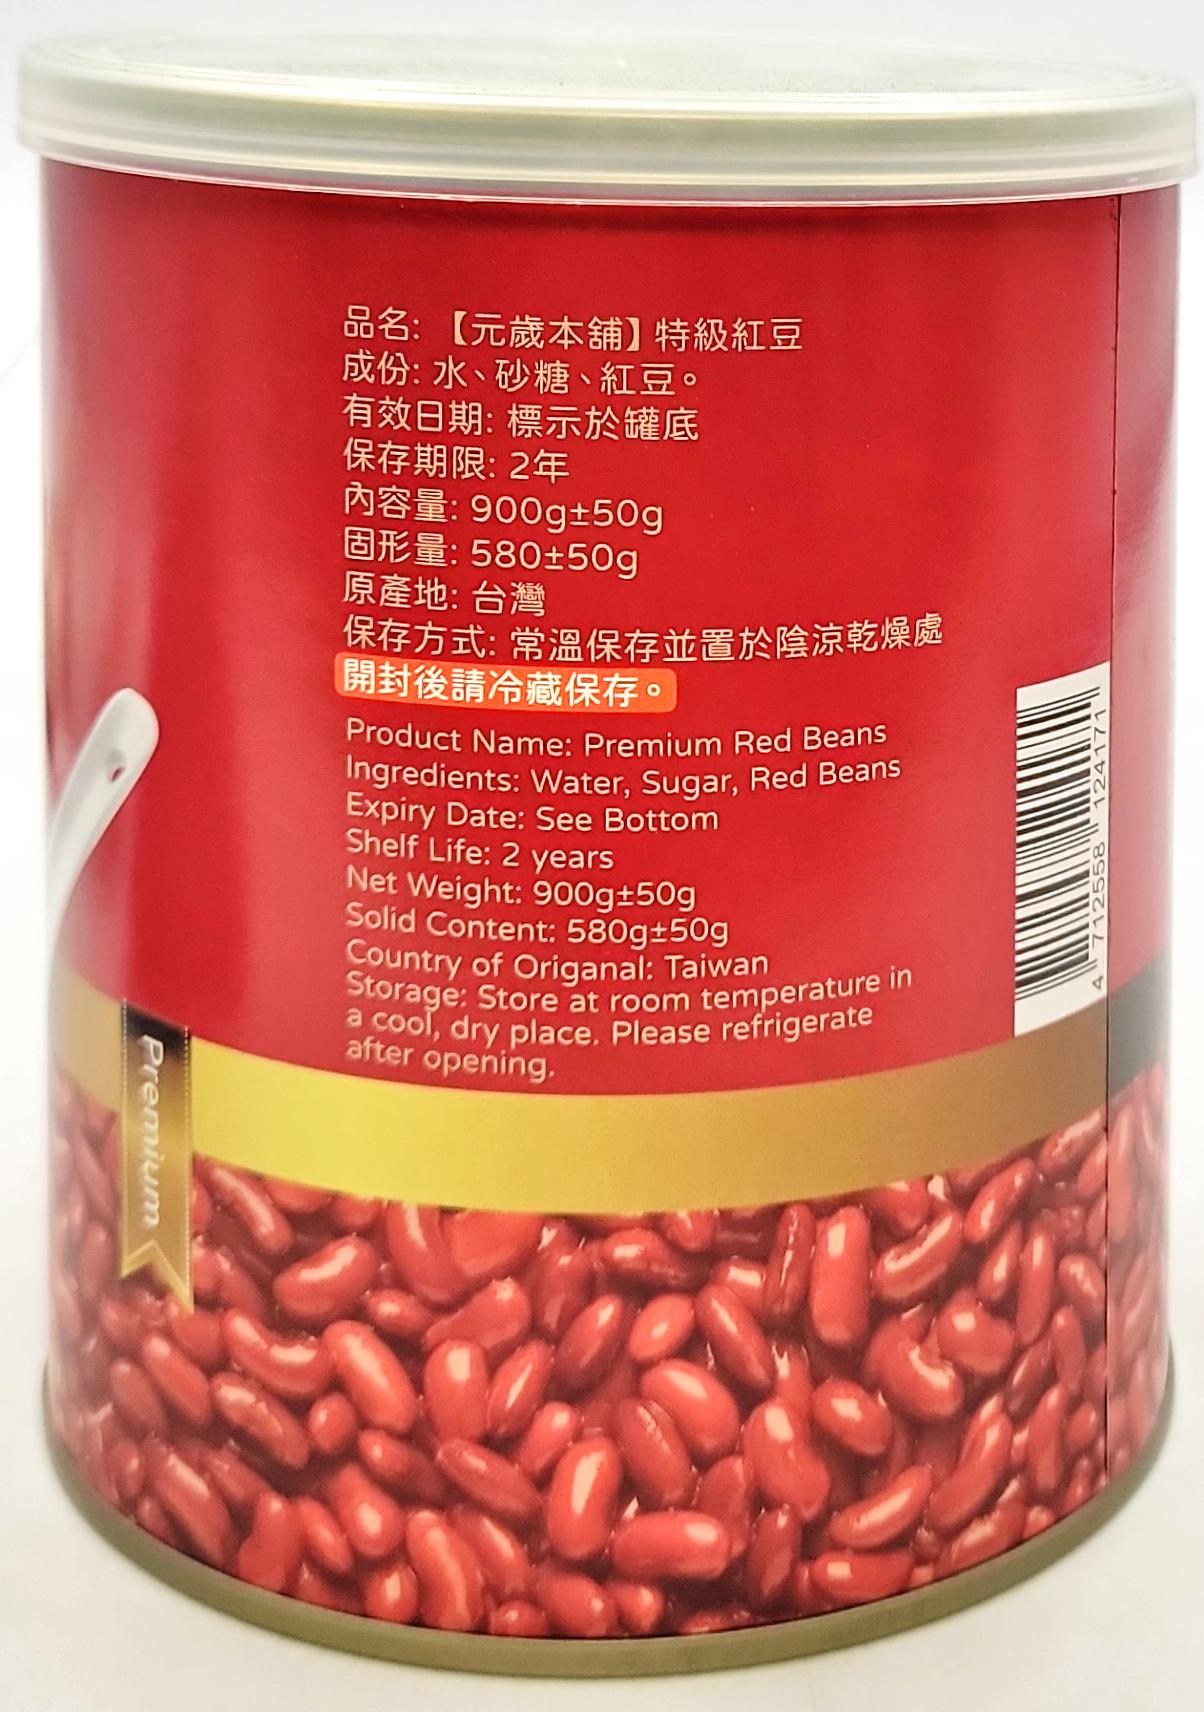 品名: 【元歲本舖】特級紅豆
成份: 水、砂糖、紅豆。
有效日期: 標示於罐底
保存期限: 2年
內容量: 900g±50g
固形量: 580±50g
原產地: 台灣
保存方式: 常溫保存並置於陰涼乾燥處
開封後請冷藏保存。
Product Name: Premium Red Beans
Ingredients: Water, Sugar, Red Beans
Expiry Date: See Bottom
Shelf Life: 2 years
Net Weight: 900g±50g
Solid Content: 580g±50g
Country of Origanal: Taiwan
Storage: Store at room temperature in
a cool, dry place. Please refrigerate
after opening.
4 712558 124171
Premium